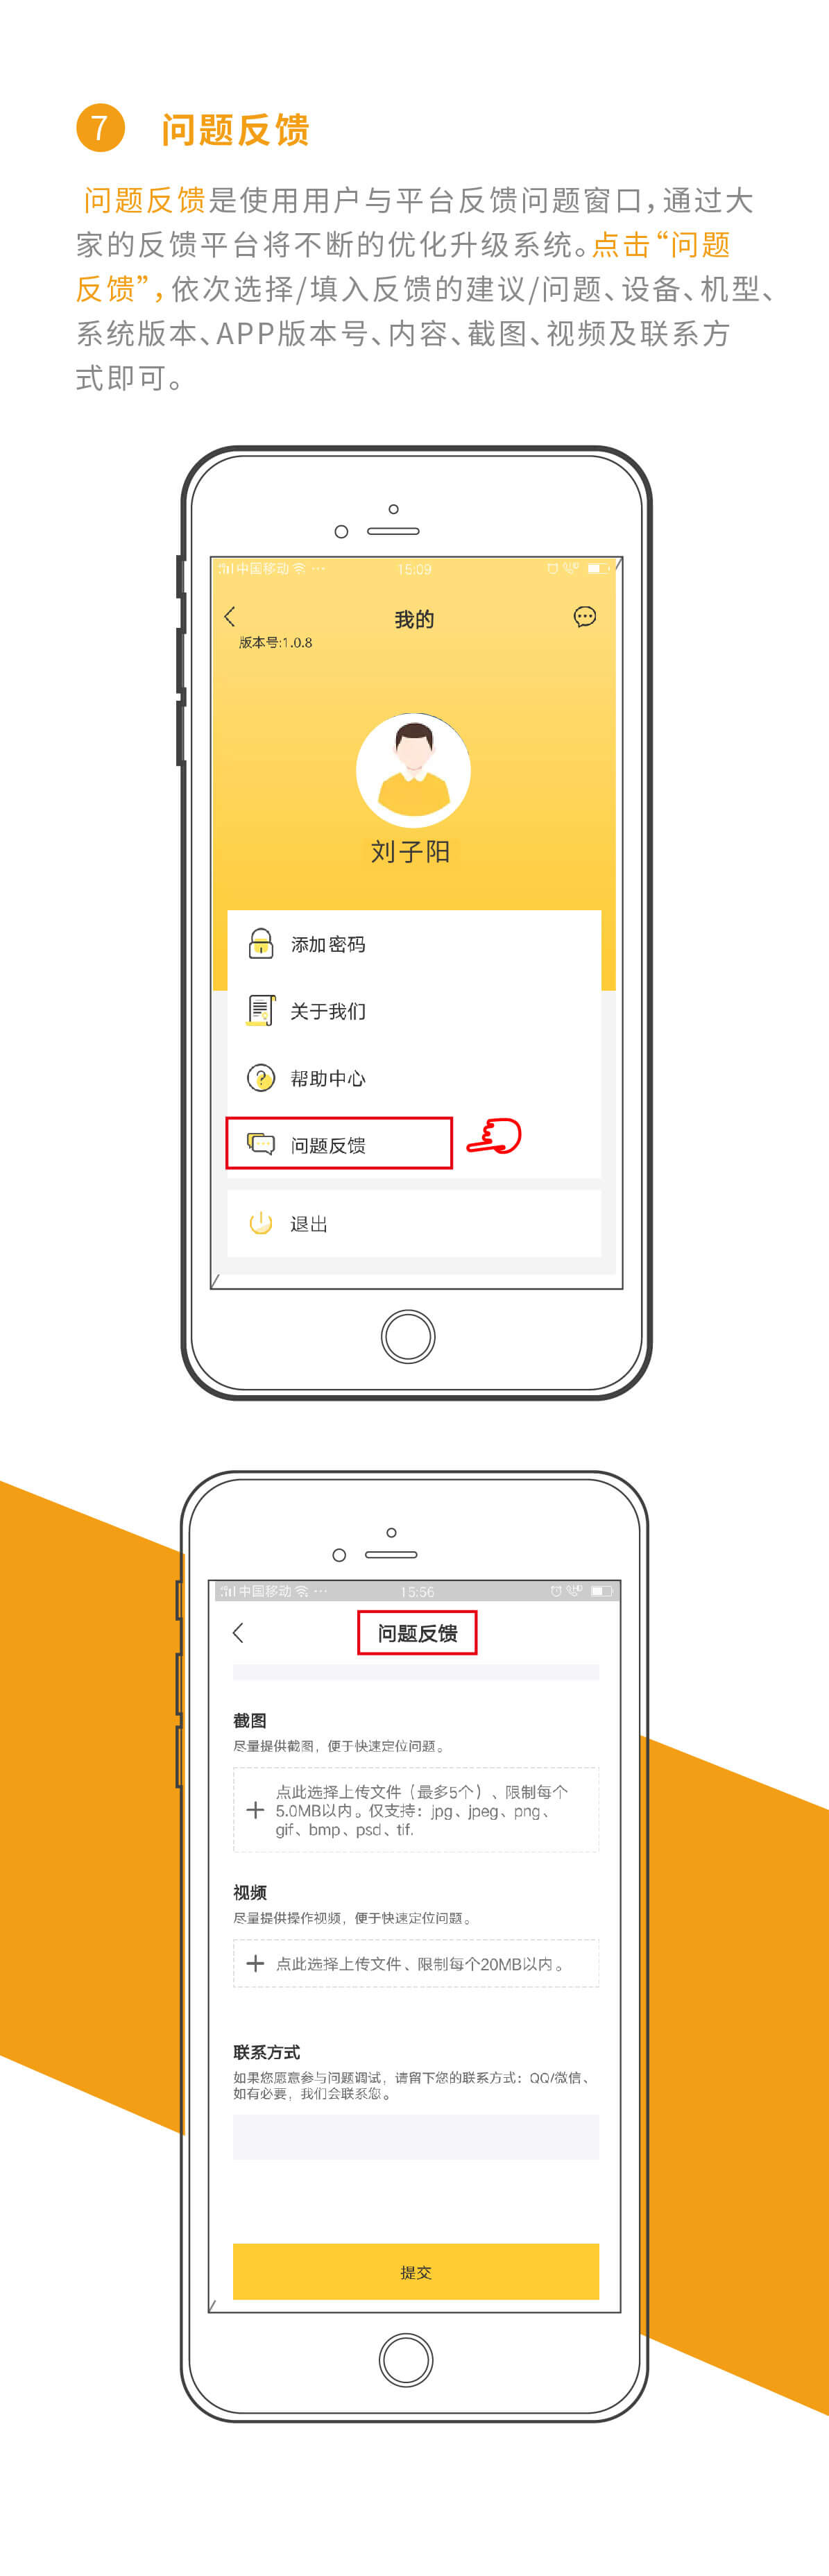 7 问题反馈
问题反馈是使用用户与平台反馈问题窗口，通过大
家的反馈平台将不断的优化升级系统。点击“问题
反馈”，依次选择/填入反馈的建议/问题、设备、机型、
系统版本、APP版本号、内容、截图、视频及联系方
式即可。
中国移动 15:09
我的
版本号:1.0.8
刘子阳
添加密码
关于我们
帮助中心
问题反馈
退出
中国移动 15:56
问题反馈
截图
尽量提供截图，便于快速定位问题。
点此选择上传文件（最多5个）、限制每个
5.0MB以内。仅支持：jpg、jpeg、png、
gif、bmp、psd、tif.
视频
尽量提供操作视频，便于快速定位问题。
点此选择上传文件、限制每个20MB以内。
联系方式
如果您愿意参与问题调试，请留下您的联系方式：QQ/微信、
如有必要，我们会联系您。
提交